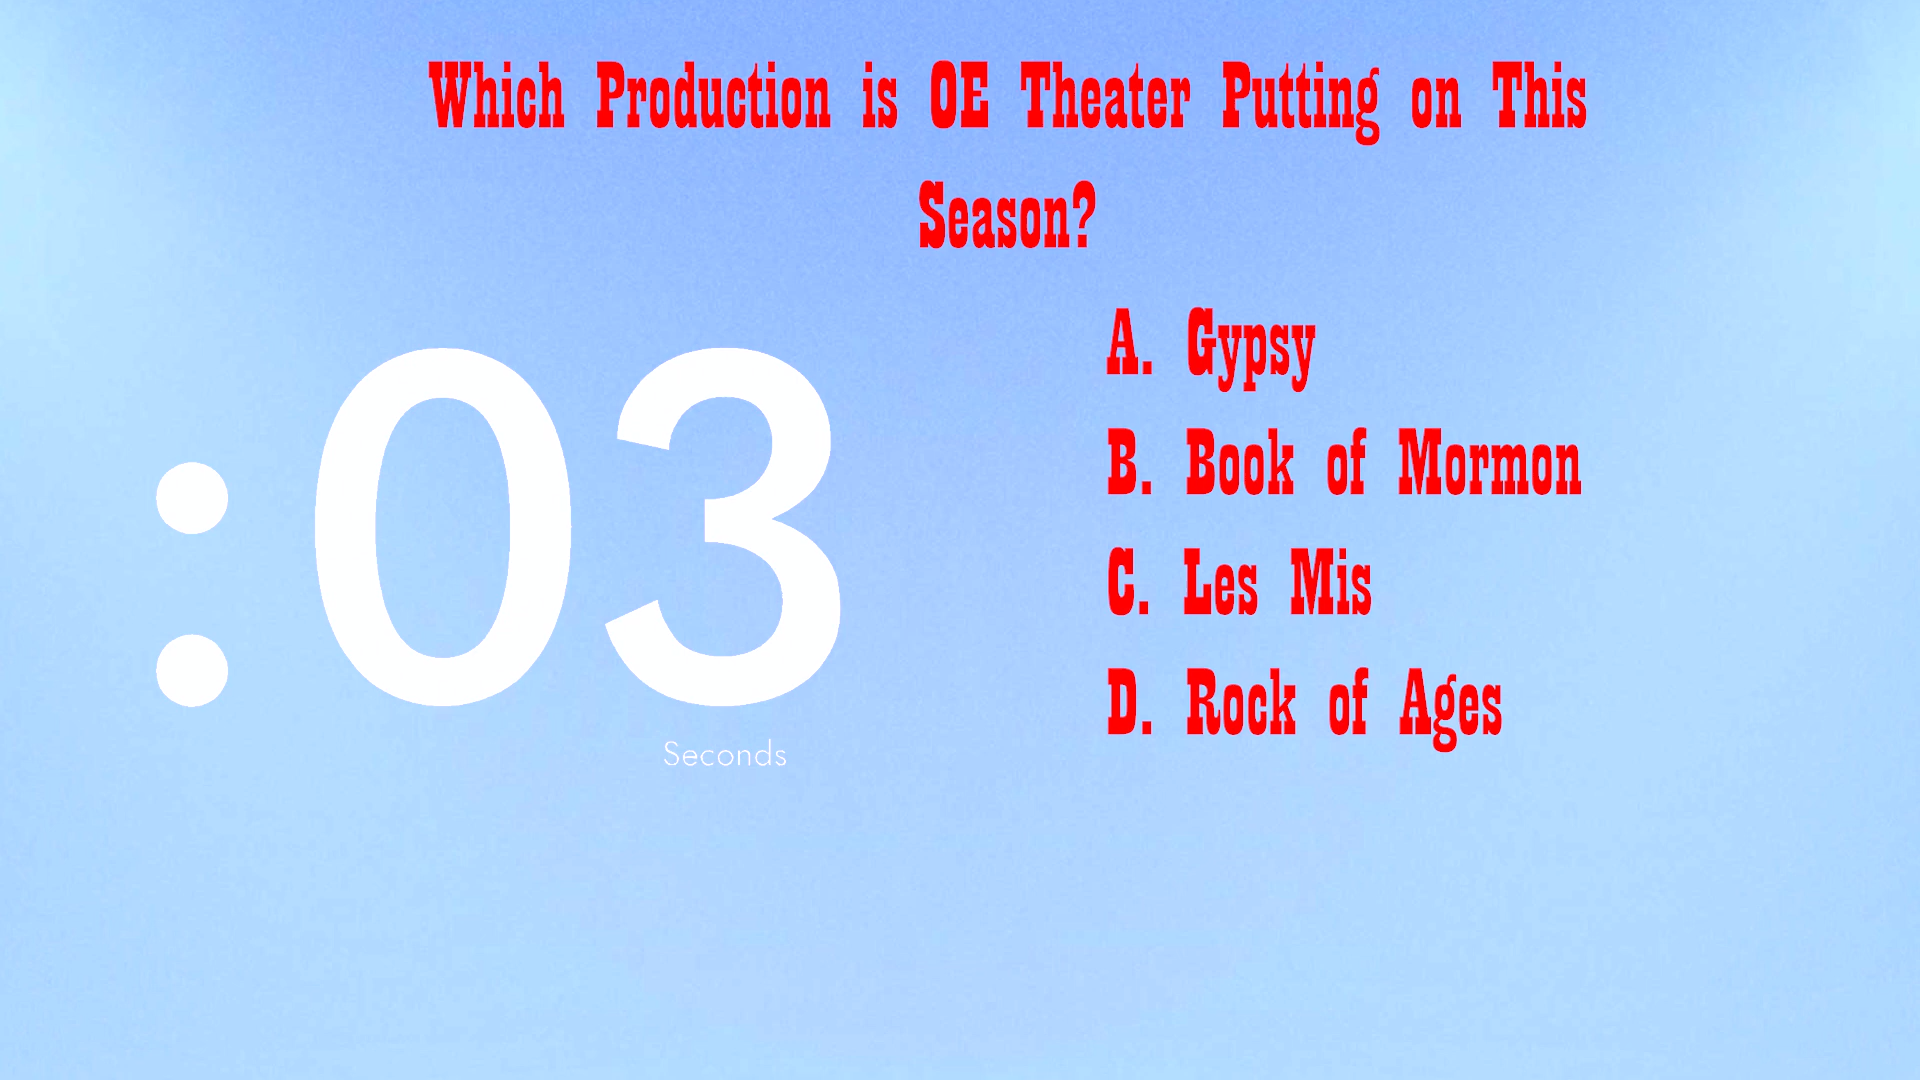 Which Production is OE Theater Putting on This
Season?
A. Gypsy
B. Book of Mormon
C. Les Mis
D. Rock of Ages
:03
Seconds